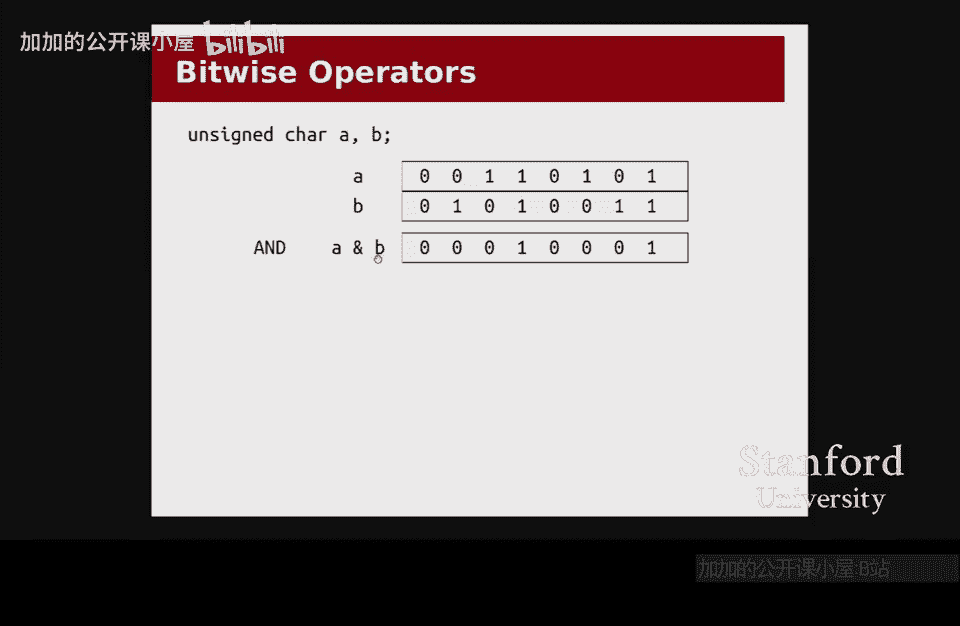 加加的公开课小屋 bilibili
Bitwise Operators
unsigned char a, b;
a 0 0 1 1 0 1 0 1
b 0 1 0 1 0 0 1 1
AND a & b 0 0 0 1 0 0 0 1
Stanford
University
加加的公开课小屋 B站